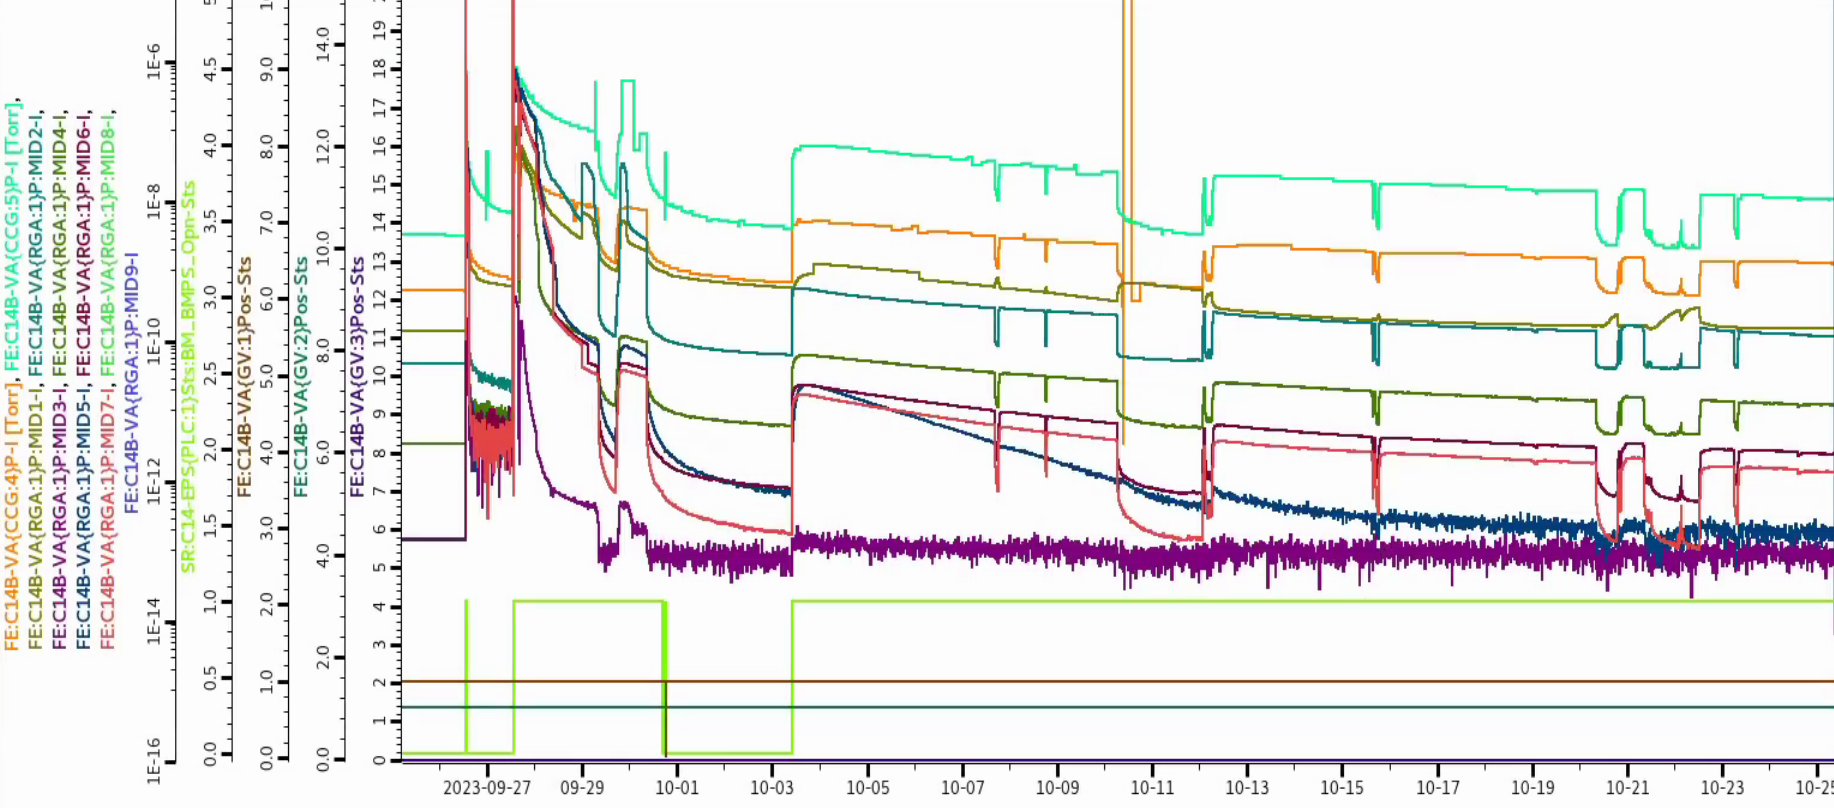 FE:C14B-VA{CCG:4}P-I [Torr], FE:C14B-VA{CCG:5}P-I [Torr],
FE:C14B-VA{RGA:1}P:MID1-I, FE:C14B-VA{RGA:1}P:MID2-I,
FE:C14B-VA{RGA:1}P:MID3-I, FE:C14B-VA{RGA:1}P:MID4-I,
FE:C14B-VA{RGA:1}P:MID5-I, FE:C14B-VA{RGA:1}P:MID6-I,
FE:C14B-VA{RGA:1}P:MID7-I, FE:C14B-VA{RGA:1}P:MID8-I,
FE:C14B-VA{RGA:1}P:MID9-I
1E-6
1E-8
1E-10
1E-12
1E-14
1E-16
SR:C14-EPS{PLC:1}Sts:BM_BMPS_Opn-Sts
4.5
4.0
3.5
3.0
2.5
2.0
1.5
1.0
0.5
0.0
FE:C14B-VA{GV:1}Pos-Sts
9.0
8.0
7.0
6.0
5.0
4.0
3.0
2.0
1.0
0.0
FE:C14B-VA{GV:2}Pos-Sts
14.0
12.0
10.0
8.0
6.0
4.0
2.0
0.0
FE:C14B-VA{GV:3}Pos-Sts
19
18
17
16
15
14
13
12
11
10
9
8
7
6
5
4
3
2
1
0
2023-09-27 09-29 10-01 10-03 10-05 10-07 10-09 10-11 10-13 10-15 10-17 10-19 10-21 10-23 10-25